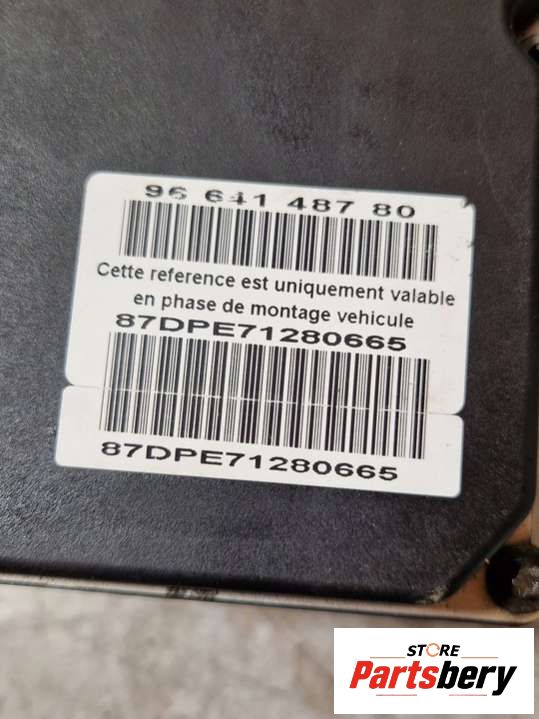 96 641 487 80
Cette reference est uniquement valable
en phase de montage vehicule
87DPE71280665
87DPE71280665
STORE
Partsbery